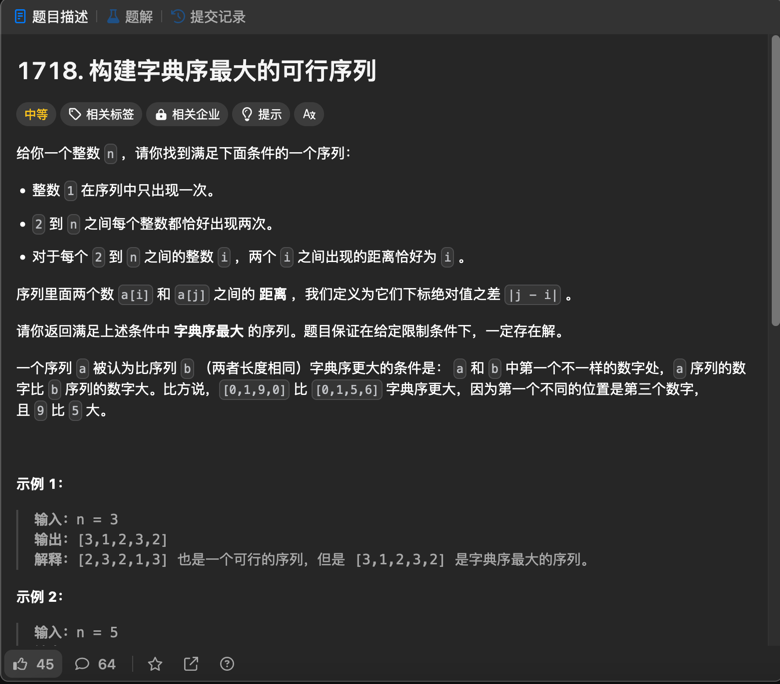 题目描述 题解 提交记录
1718. 构建字典序最大的可行序列
中等 相关标签 相关企业 提示 Aʐ
给你一个整数 n ，请你找到满足下面条件的一个序列：
• 整数 1 在序列中只出现一次。
• 2 到 n 之间每个整数都恰好出现两次。
• 对于每个 2 到 n 之间的整数 i ，两个 i 之间出现的距离恰好为 i 。
序列里面两个数 a[i] 和 a[j] 之间的 距离 ，我们定义为它们下标绝对值之差 |j - i| 。
请你返回满足上述条件中 字典序最大 的序列。题目保证在给定限制条件下，一定存在解。
一个序列 a 被认为比序列 b （两者长度相同）字典序更大的条件是： a 和 b 中第一个不一样的数字处， a 序列的数
字比 b 序列的数字大。比方说， [0,1,9,0] 比 [0,1,5,6] 字典序更大，因为第一个不同的位置是第三个数字，
且 9 比 5 大。
示例 1：
输入：n = 3
输出：[3,1,2,3,2]
解释：[2,3,2,1,3] 也是一个可行的序列，但是 [3,1,2,3,2] 是字典序最大的序列。
示例 2：
输入：n = 5
45 64